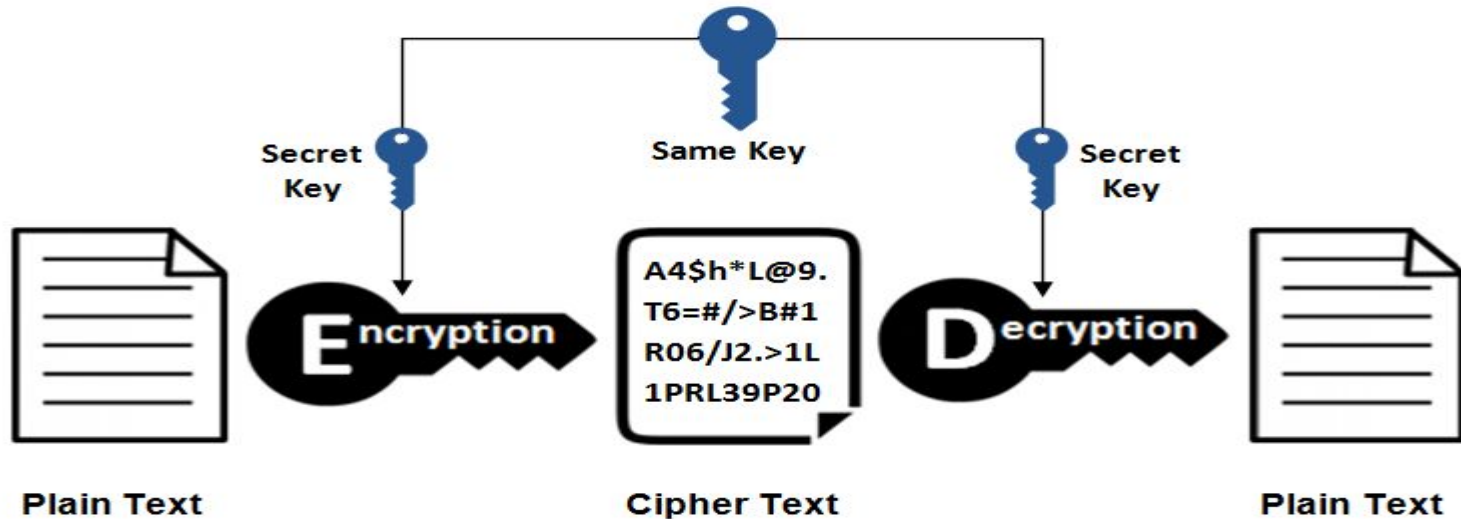 Same Key
Secret
Key
Secret
Key
Encryption
A4$h*L@9.
T6=#/>B#1
R06/J2.>1L
1PRL39P20
Decryption
Plain Text
Cipher Text
Plain Text